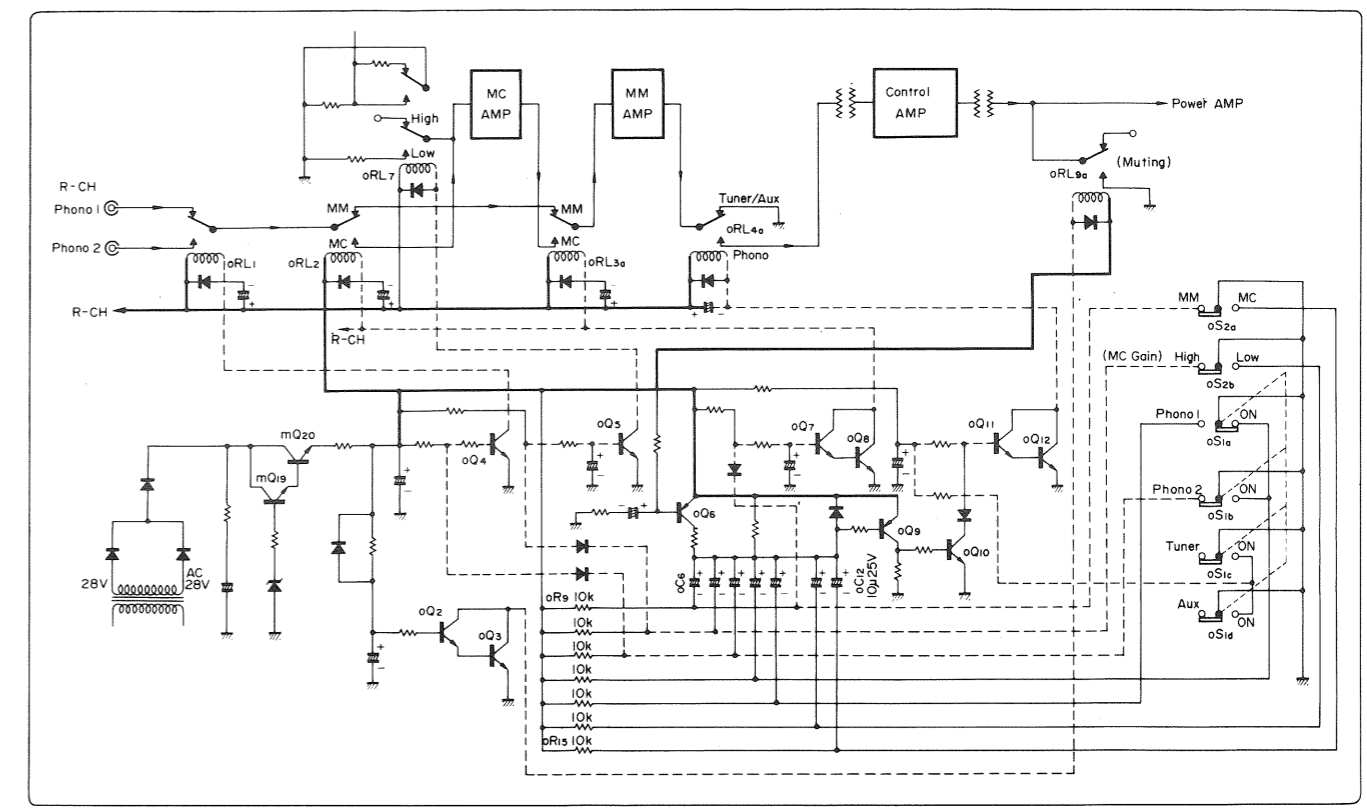 MC
AMP
MM
AMP
Control
AMP
Power AMP
High
Low
oRL7
(Muting)
oRL9a
R-CH
Phono 1
MM
MM
Tuner/Aux
oRL4a
Phono 2
MC
MC
Phono
oRL1
oRL2
oRL3a
- - -
+ + + + -
R-CH
R-CH
MM
MC
oS2a
(MC Gain) High
Low
oS2b
Phono 1
ON
oS1a
Phono 2
ON
oS1b
Tuner
ON
oS1c
Aux
ON
oS1d
mQ20
mQ19
oQ4
oQ5
oQ7
oQ8
oQ11
oQ12
oQ6
oQ9
oQ10
28V
AC
28V
oC6
oC12
10μ25V
oQ2
oQ3
oR9 10k
10k
10k
10k
10k
10k
oR15 10k